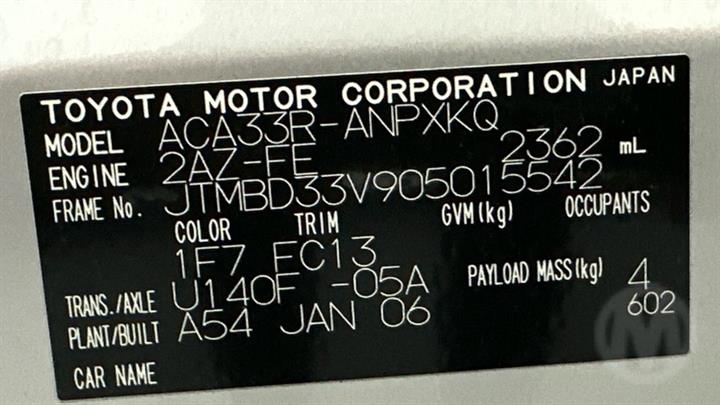 TOYOTA MOTOR CORPORATION JAPAN
MODEL ACA33R-ANPXKQ
ENGINE 2AZ-FE 2362 mL
FRAME No. JTMBD33V905015542
COLOR TRIM GVM(kg) OCCUPANTS
1F7 FC13 4
TRANS./AXLE U140F -05A PAYLOAD MASS(kg) 602
PLANT/BUILT A54 JAN 06
CAR NAME
M